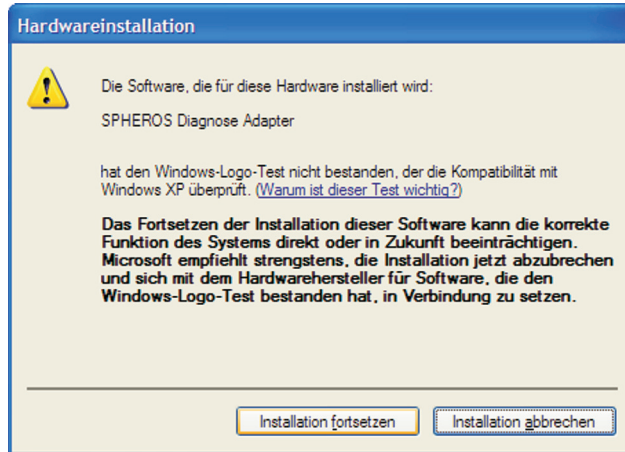 Hardwareinstallation
Die Software, die für diese Hardware installiert wird:
SPHEROS Diagnose Adapter
hat den Windows-Logo-Test nicht bestanden, der die Kompatibilität mit
Windows XP überprüft. (Warum ist dieser Test wichtig?)
Das Fortsetzen der Installation dieser Software kann die korrekte
Funktion des Systems direkt oder in Zukunft beeinträchtigen.
Microsoft empfiehlt strengstens, die Installation jetzt abzubrechen
und sich mit dem Hardwarehersteller für Software, die den
Windows-Logo-Test bestanden hat, in Verbindung zu setzen.
Installation fortsetzen Installation abbrechen